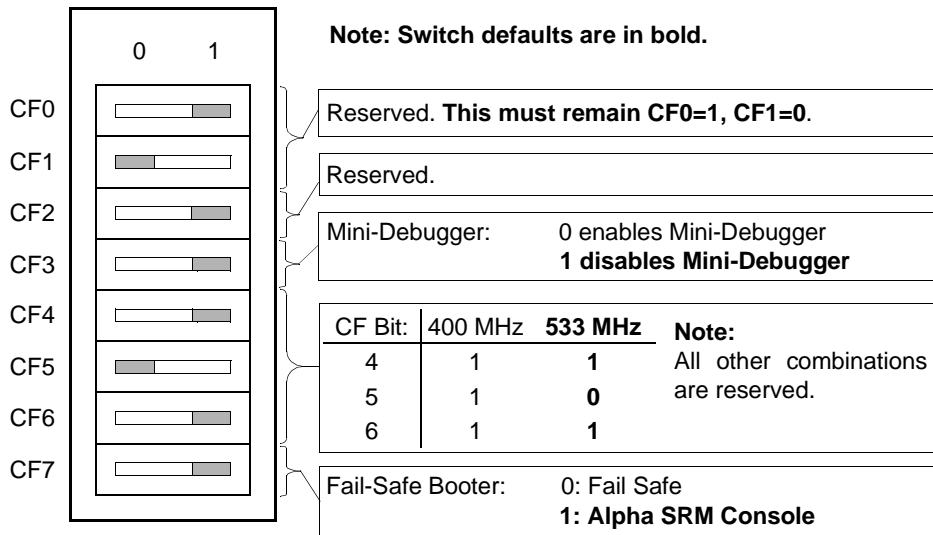 Note: Switch defaults are in bold.
0 1
CF0
Reserved. This must remain CF0=1, CF1=0.
CF1
Reserved.
CF2
Mini-Debugger: 0 enables Mini-Debugger
1 disables Mini-Debugger
CF3
CF4
CF Bit: 400 MHz 533 MHz
4 1 1
5 1 0
6 1 1
Note:
All other combinations
are reserved.
CF5
CF6
CF7
Fail-Safe Booter: 0: Fail Safe
1: Alpha SRM Console